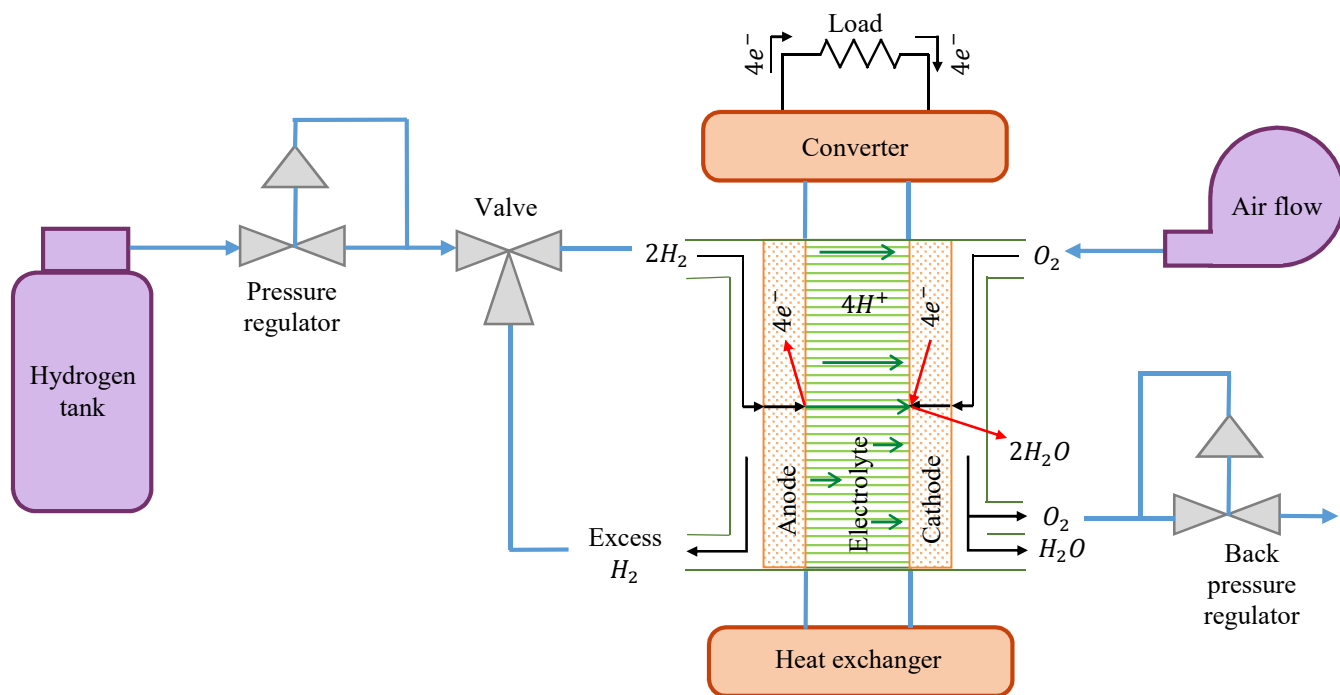 Load
4e⁻
4e⁻
Converter
Valve
Air flow
2H₂
O₂
Pressure
regulator
4e⁻
4H⁺
4e⁻
Hydrogen
tank
Anode
Electrolyte
Cathode
2H₂O
Excess
H₂
O₂
H₂O
Back
pressure
regulator
Heat exchanger